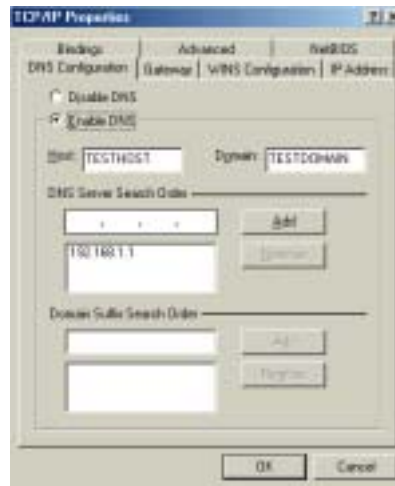 TCP/IP Properties
Bindings Advanced NetBIOS
DNS Configuration Gateway WINS Configuration IP Address
Disable DNS
Enable DNS
Host: TESTHOST Domain: TESTDOMAIN
DNS Server Search Order
Add
192.168.1.1
Remove
Domain Suffix Search Order
Add
Remove
OK Cancel